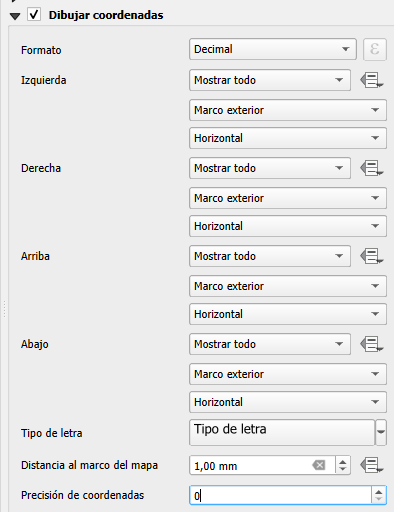 Dibujar coordenadas
Formato Decimal ε
Izquierda Mostrar todo
Marco exterior
Horizontal
Derecha Mostrar todo
Marco exterior
Horizontal
Arriba Mostrar todo
Marco exterior
Horizontal
Abajo Mostrar todo
Marco exterior
Horizontal
Tipo de letra Tipo de letra
Distancia al marco del mapa 1,00 mm
Precisión de coordenadas 0